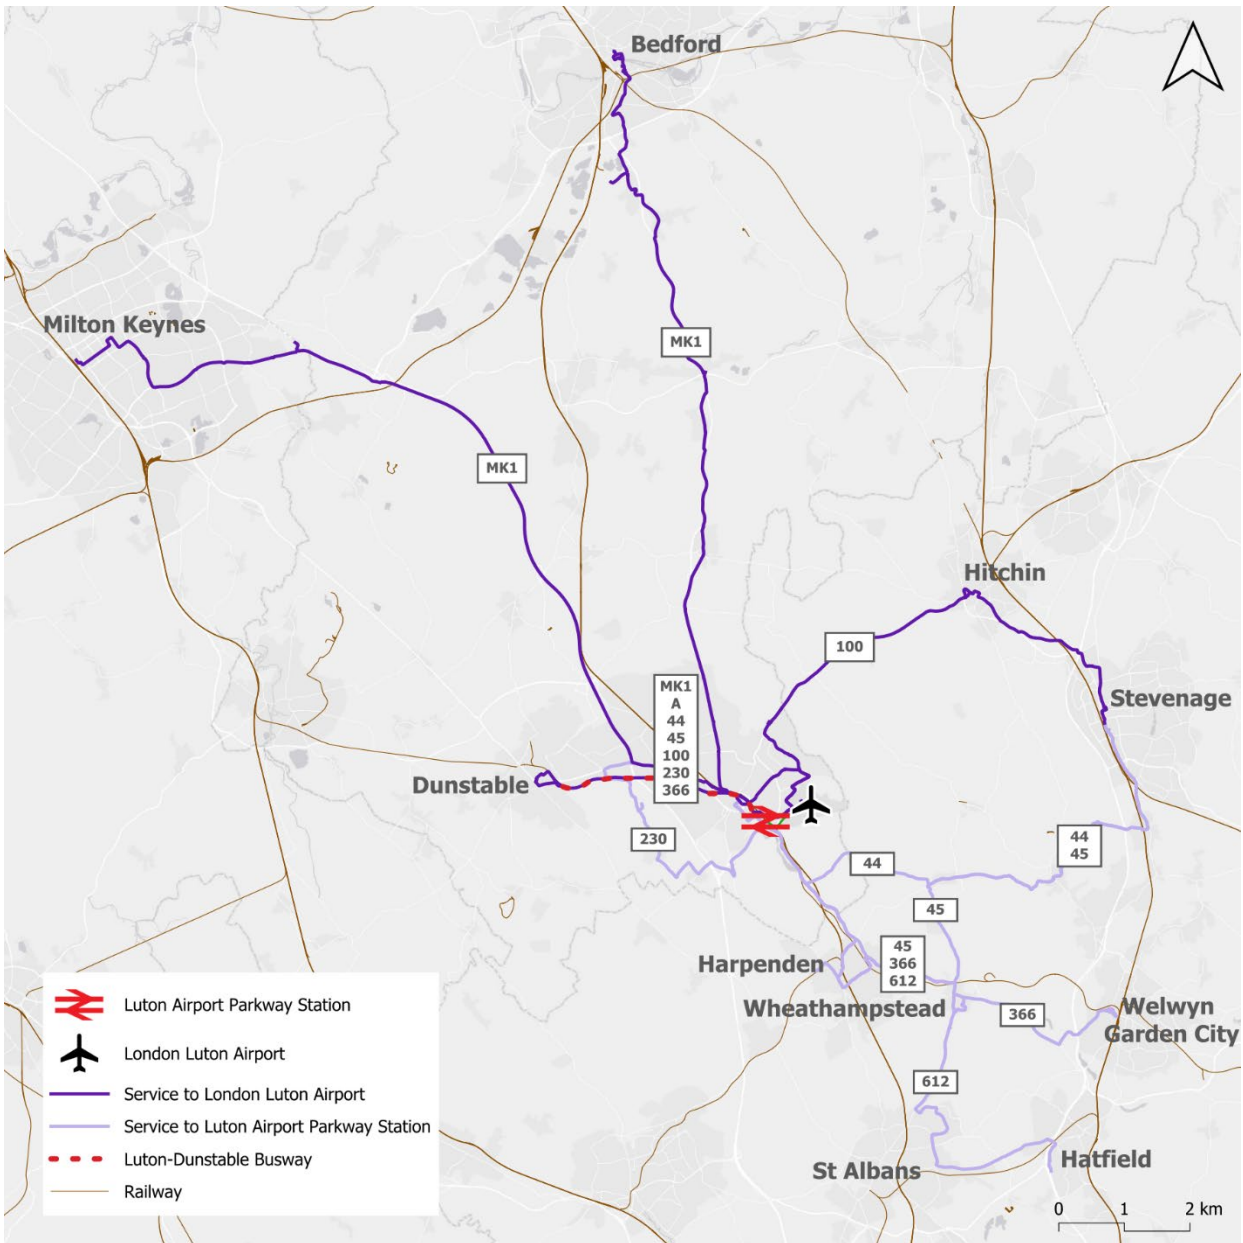 Bedford
Milton Keynes
MK1
MK1
Hitchin
100
Stevenage
MK1
A
44
45
100
230
366
Dunstable
230
44
45
44
45
Harpenden
45
366
612
Wheathampstead
366
Welwyn
Garden City
612
St Albans
Hatfield
Luton Airport Parkway Station
London Luton Airport
Service to London Luton Airport
Service to Luton Airport Parkway Station
Luton-Dunstable Busway
Railway
0 1 2 km